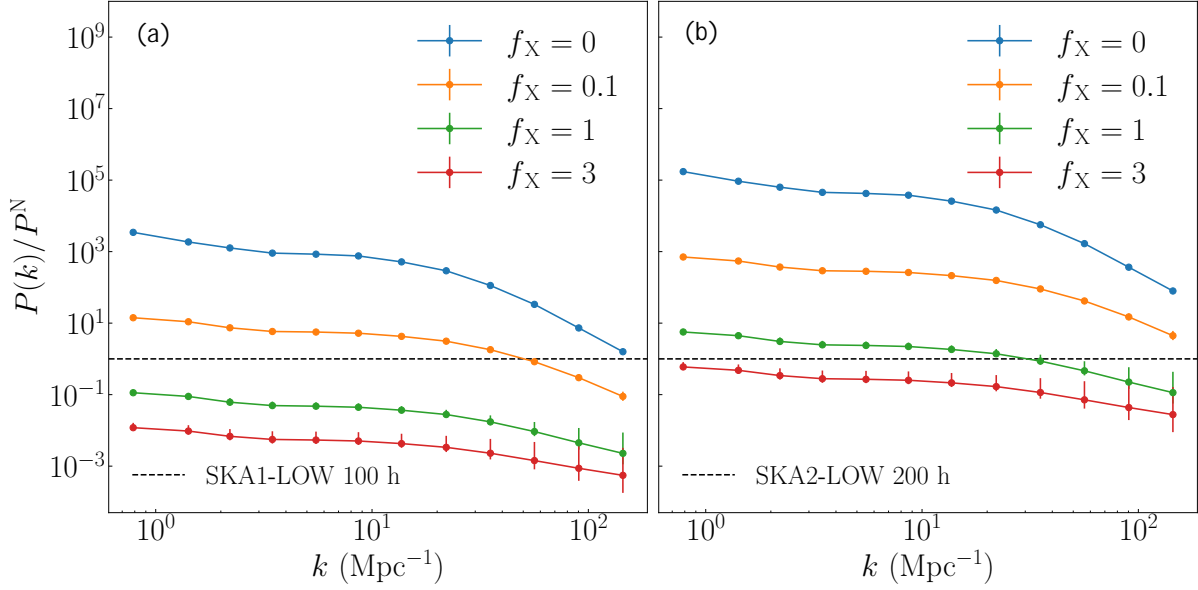 (a)
f_X = 0
f_X = 0.1
f_X = 1
f_X = 3
10^9
10^7
10^5
10^3
10^1
10^−1
10^−3
P(k)/P^N
SKA1-LOW 100 h
10^0
10^1
10^2
k (Mpc^−1)
(b)
f_X = 0
f_X = 0.1
f_X = 1
f_X = 3
SKA2-LOW 200 h
10^0
10^1
10^2
k (Mpc^−1)